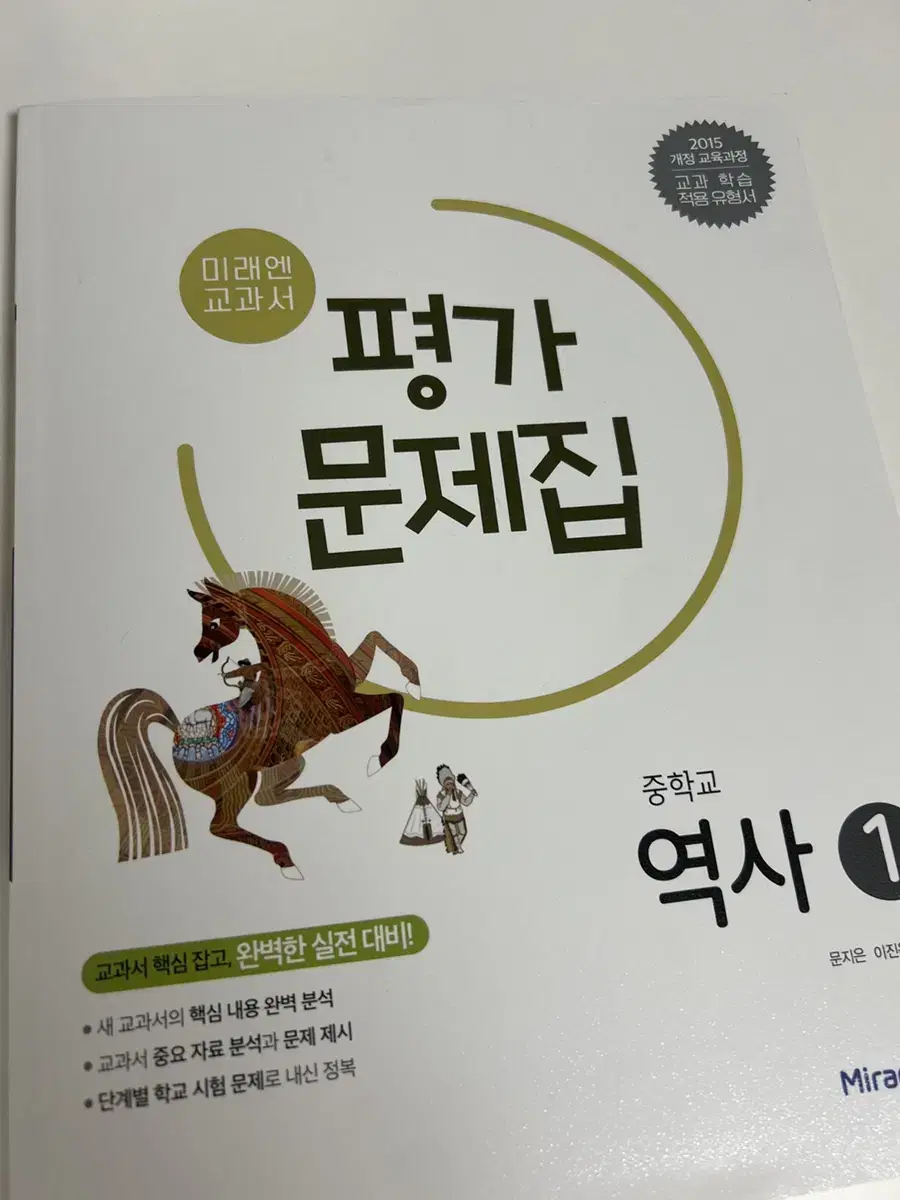 2015
개정 교육과정
교과 학습
적용 유형서
미래엔
교과서
평가
문제집
중학교
역사 1
문지은
교과서 핵심 잡고, 완벽한 실전 대비!
• 새 교과서의 핵심 내용 완벽 분석
• 교과서 중요 자료 분석과 문제 제시
• 단계별 학교 시험 문제로 내신 정복